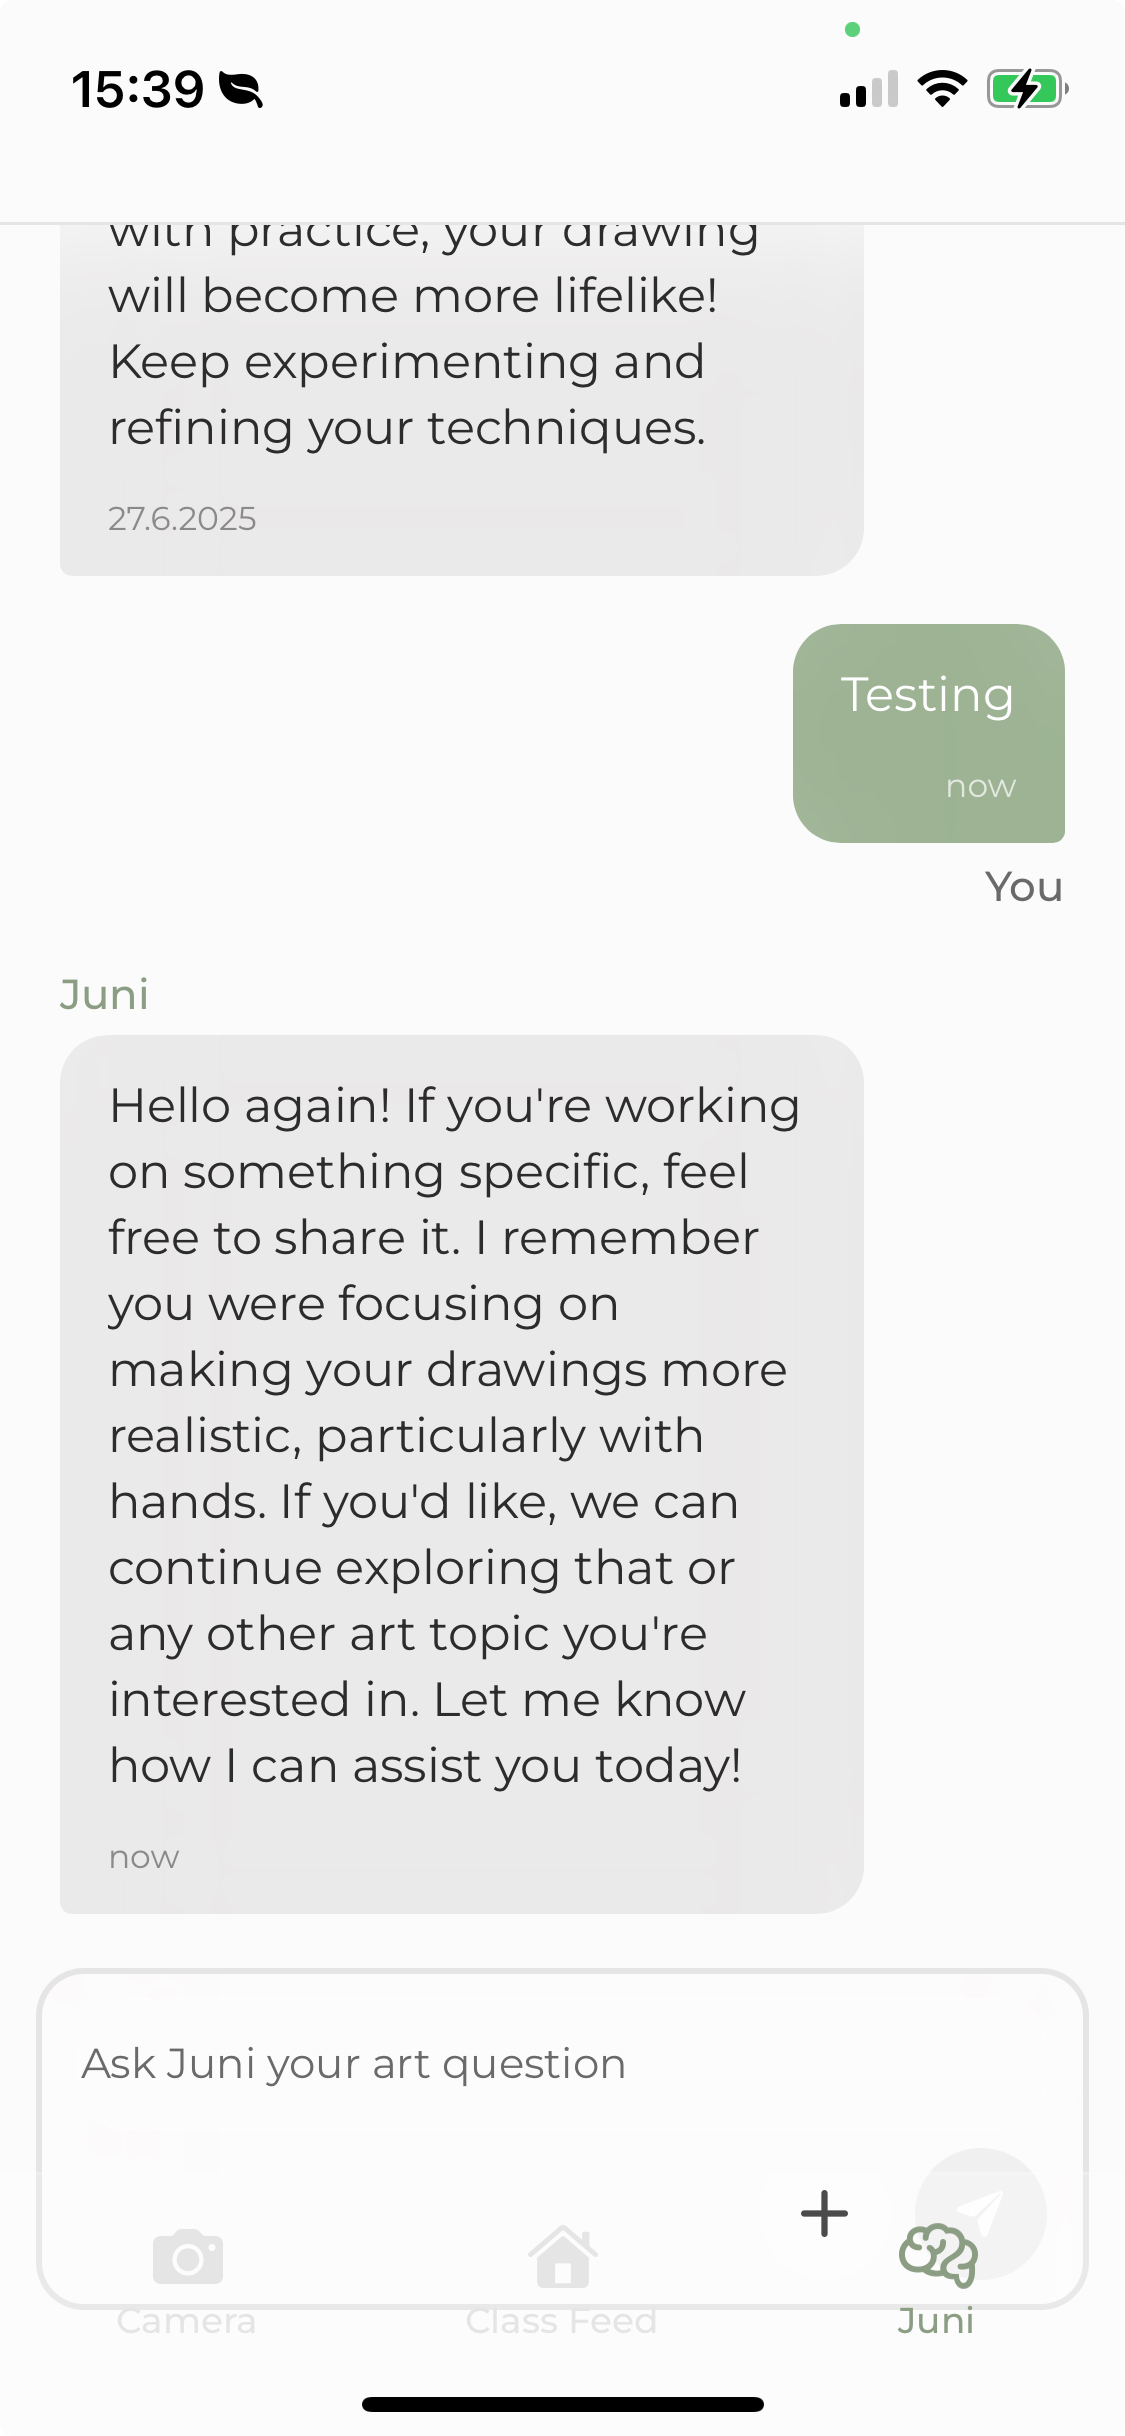 15:39
with practice, your drawing
will become more lifelike!
Keep experimenting and
refining your techniques.
27.6.2025
Testing
now
You
Juni
Hello again! If you're working
on something specific, feel
free to share it. I remember
you were focusing on
making your drawings more
realistic, particularly with
hands. If you'd like, we can
continue exploring that or
any other art topic you're
interested in. Let me know
how I can assist you today!
now
Ask Juni your art question
Camera
Class Feed
Juni